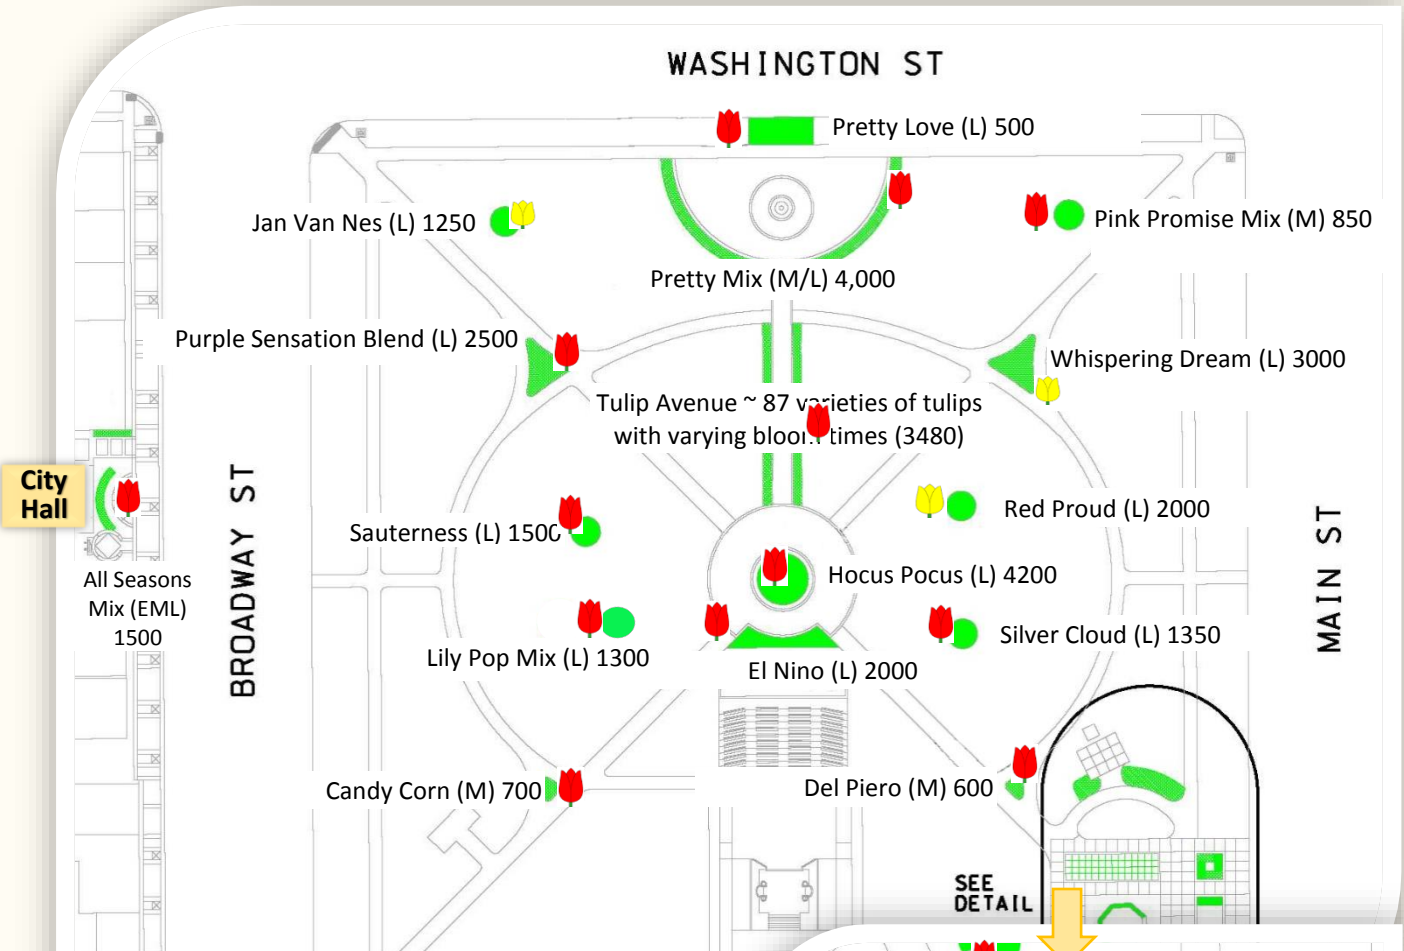 WASHINGTON ST
Pretty Love (L) 500
Jan Van Nes (L) 1250
Pink Promise Mix (M) 850
Pretty Mix (M/L) 4,000
Purple Sensation Blend (L) 2500
Whispering Dream (L) 3000
Tulip Avenue ~ 87 varieties of tulips
with varying bloom times (3480)
City
Hall
BROADWAY ST
Sauterness (L) 1500
Red Proud (L) 2000
MAIN ST
All Seasons
Mix (EML)
1500
Hocus Pocus (L) 4200
Silver Cloud (L) 1350
Lily Pop Mix (L) 1300
El Nino (L) 2000
Candy Corn (M) 700
Del Piero (M) 600
SEE
DETAIL